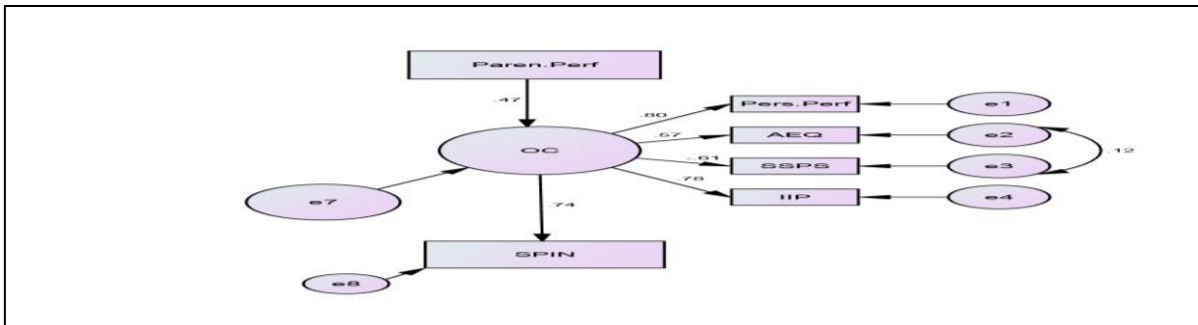 Paren.Perf
.47
Pers.Perf
e1
.80
AEQ
e2
.57
OC
-.61
SSPS
e3
.12
.78
IIP
e4
e7
.74
SPIN
e8